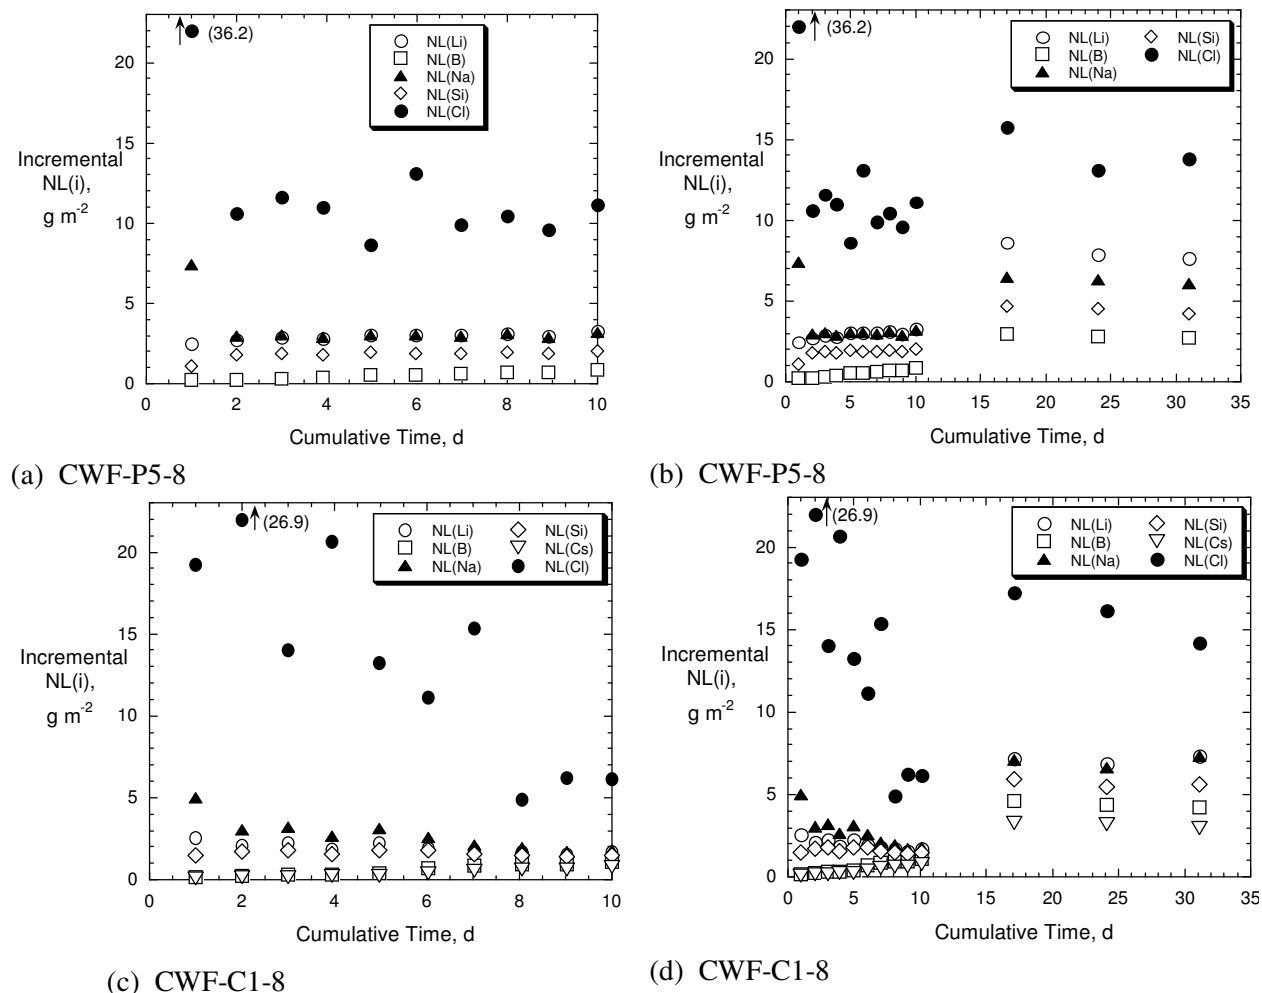 (36.2)
NL(Li)
NL(B)
NL(Na)
NL(Si)
NL(Cl)
20
15
10
5
0
Incremental
NL(i),
g m-2
0 2 4 6 8 10
Cumulative Time, d
(a) CWF-P5-8
(36.2)
NL(Li) NL(Si)
NL(B) NL(Cl)
NL(Na)
20
15
10
5
0
Incremental
NL(i),
g m-2
0 5 10 15 20 25 30 35
Cumulative Time, d
(b) CWF-P5-8
(26.9)
NL(Li) NL(Si)
NL(B) NL(Cs)
NL(Na) NL(Cl)
20
15
10
5
0
Incremental
NL(i),
g m-2
0 2 4 6 8 10
Cumulative Time, d
(c) CWF-C1-8
(26.9)
NL(Li) NL(Si)
NL(B) NL(Cs)
NL(Na) NL(Cl)
20
15
10
5
0
Incremental
NL(i),
g m-2
0 5 10 15 20 25 30 35
Cumulative Time, d
(d) CWF-C1-8